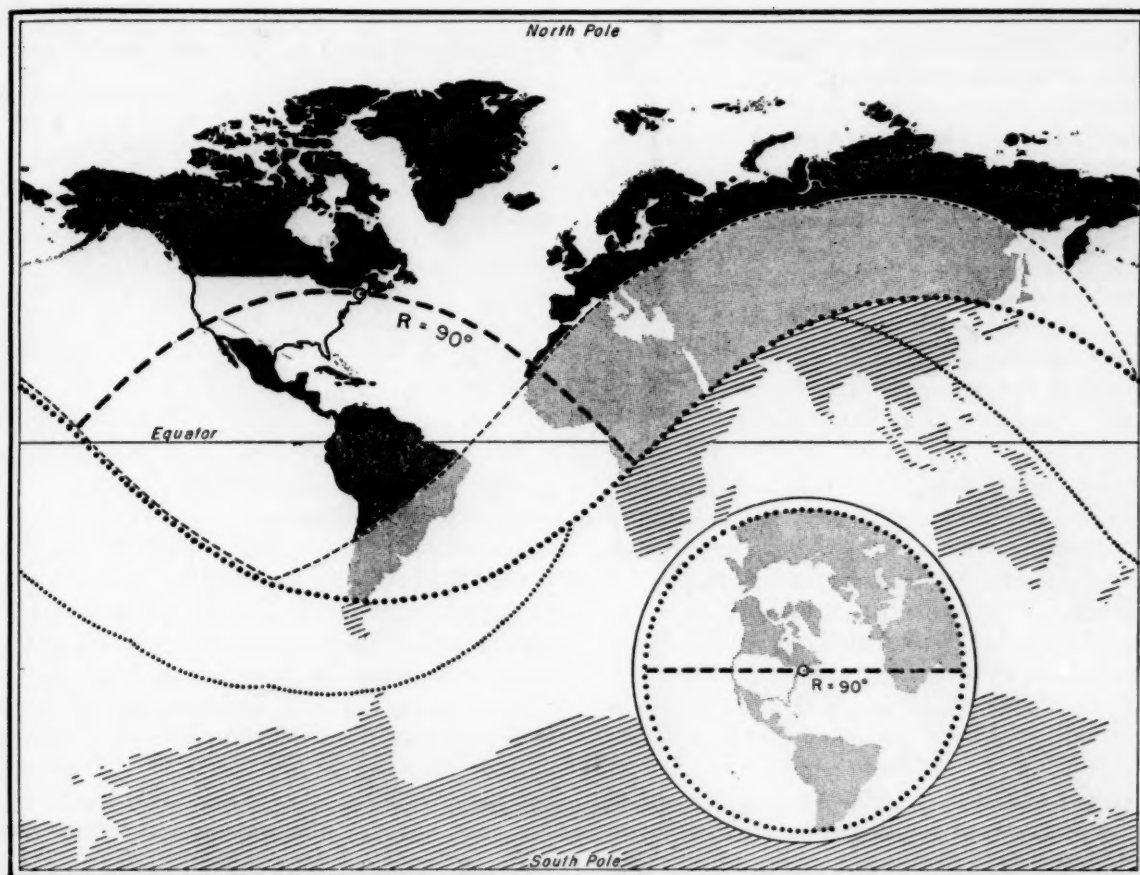 North Pole
R = 90°
Equator
R = 90°
South Pole